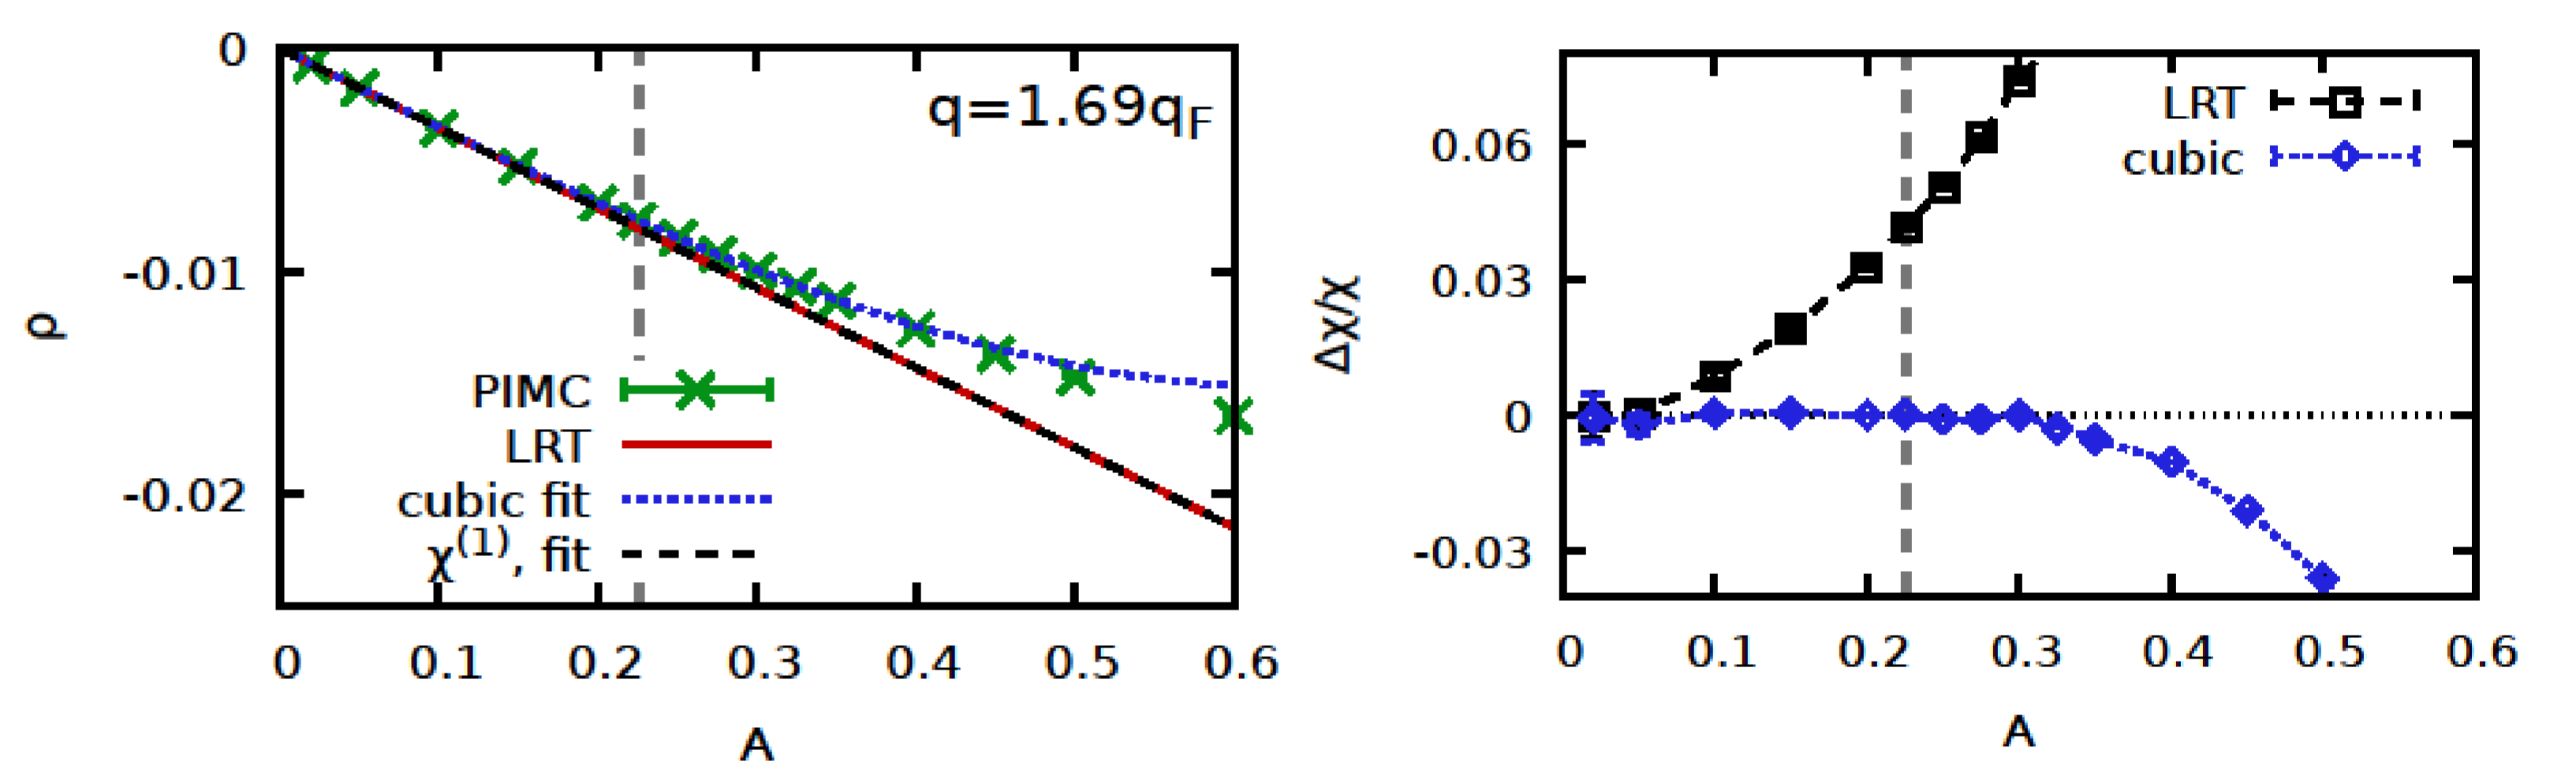 0
-0.01
-0.02
ρ
q=1.69q_F
PIMC
LRT
cubic fit
χ^(1), fit
0 0.1 0.2 0.3 0.4 0.5 0.6
A
0.06
0.03
0
-0.03
Δχ/χ
LRT
cubic
0 0.1 0.2 0.3 0.4 0.5 0.6
A